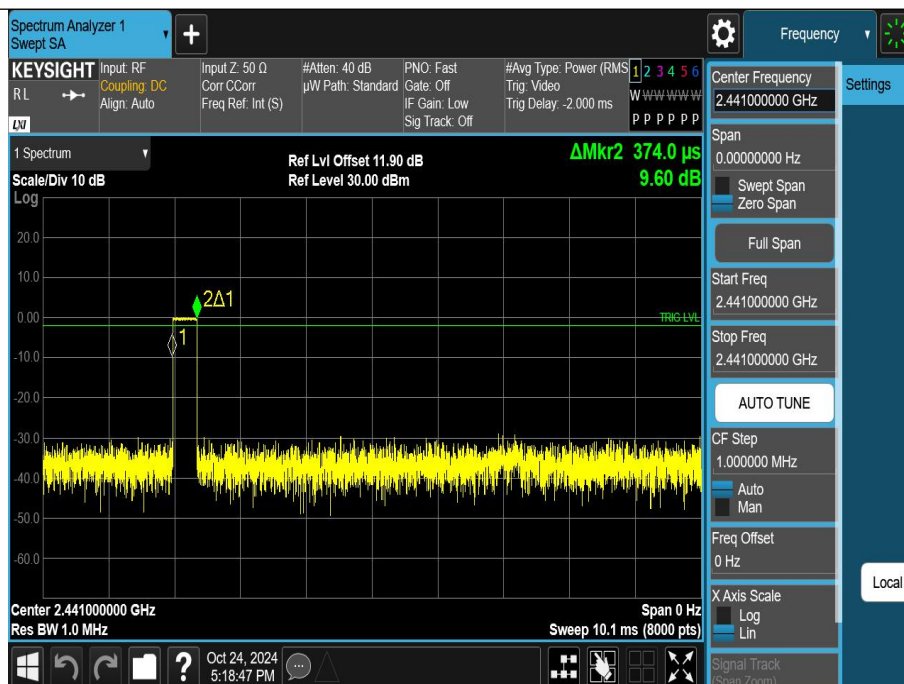 Spectrum Analyzer 1
Swept SA
Frequency
KEYSIGHT
R L
LXI
Input: RF
Coupling: DC
Align: Auto
Input Z: 50 Ω
Corr CCorr
Freq Ref: Int (S)
#Atten: 40 dB
µW Path: Standard
PNO: Fast
Gate: Off
IF Gain: Low
Sig Track: Off
#Avg Type: Power (RMS
Trig: Video
Trig Delay: -2.000 ms
1 2 3 4 5 6
W W W W W W
P P P P P P
Settings
1 Spectrum
Scale/Div 10 dB
Log
Ref Lvl Offset 11.90 dB
Ref Level 30.00 dBm
ΔMkr2 374.0 µs
9.60 dB
20.0
10.0
0.00
-10.0
-20.0
-30.0
-40.0
-50.0
-60.0
2Δ1
1
TRIG LVL
Center 2.441000000 GHz
Res BW 1.0 MHz
Span 0 Hz
Sweep 10.1 ms (8000 pts)
Center Frequency
2.441000000 GHz
Span
0.00000000 Hz
Swept Span
Zero Span
Full Span
Start Freq
2.441000000 GHz
Stop Freq
2.441000000 GHz
AUTO TUNE
CF Step
1.000000 MHz
Auto
Man
Freq Offset
0 Hz
X Axis Scale
Log
Lin
Signal Track
(Span Zoom)
Local
?
Oct 24, 2024
5:18:47 PM